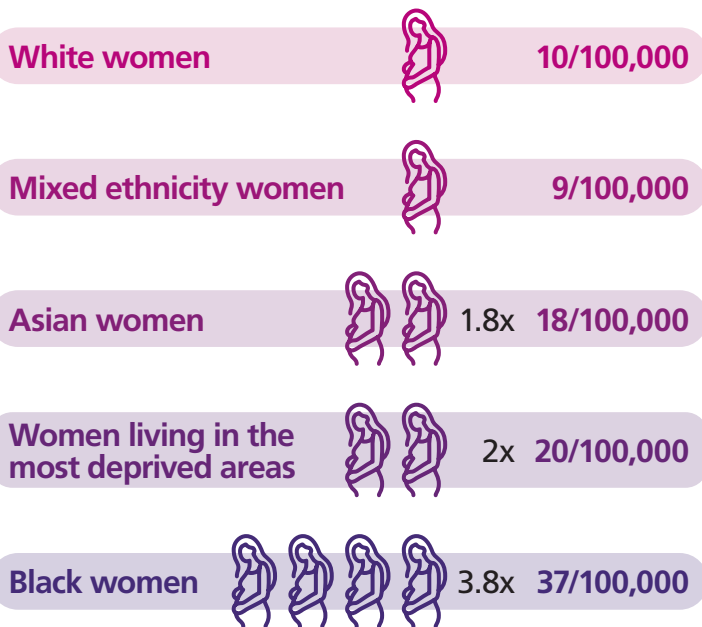 White women 10/100,000
Mixed ethnicity women 9/100,000
Asian women 1.8x 18/100,000
Women living in the
most deprived areas 2x 20/100,000
Black women 3.8x 37/100,000